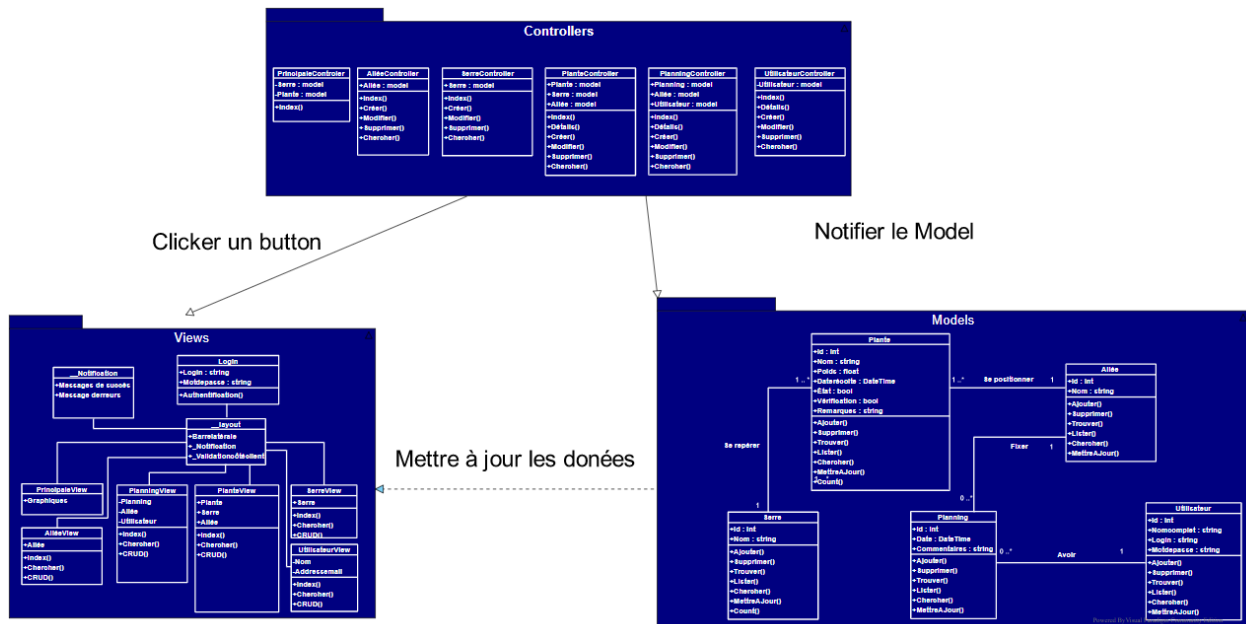 Controllers
PrincipaleControler
-Serre : model
-Plante : model
+Index()
AlléeController
+Allée : model
+Index()
+Créer()
+Modifier()
+Supprimer()
+Chercher()
SerreController
+Serre : model
+Index()
+Créer()
+Modifier()
+Supprimer()
+Chercher()
PlanteController
+Plante : model
+Serre : model
+Allée : model
+Index()
+Détails()
+Créer()
+Modifier()
+Supprimer()
+Chercher()
PlanningController
+Planning : model
+Allée : model
+Utilisateur : model
+Index()
+Détails()
+Créer()
+Modifier()
+Supprimer()
+Chercher()
UtilisateurController
-Utilisateur : model
+Index()
+Détails()
+Créer()
+Modifier()
+Supprimer()
+Chercher()
Clicker un button
Notifier le Model
Mettre à jour les donées
Views
__Notification
+Messages de succés
+Message derreurs
Login
+Login : string
+Motdepasse : string
+Authentification()
__layout
+Barrelatérale
+_Notification
+_Validationcôtéclient
PrincipaleView
+Graphiques
AlléeView
+Allée
+Index()
+Chercher()
+CRUD()
PlanningView
-Planning
-Allée
-Utilisateur
+Index()
+Chercher()
+CRUD()
PlanteView
+Plante
+Serre
+Allée
+Index()
+Chercher()
+CRUD()
SerreView
+Serre
+Index()
+Chercher()
+CRUD()
UtilisateurView
-Nom
-Addressemail
+Index()
+Chercher()
+CRUD()
Models
Plante
+Id : int
+Nom : string
+Poids : float
+Daterécolte : DateTime
+État : bool
+Vérification : bool
+Remarques : string
+Ajouter()
+Supprimer()
+Trouver()
+Lister()
+Chercher()
+MettreAJour()
+Count()
1..*
1..*
Se positionner
1
Allée
+Id : int
+Nom : string
+Ajouter()
+Supprimer()
+Trouver()
+Lister()
+Chercher()
+MettreAJour()
Se repérer
1
Fixer
1
0..*
Serre
+Id : int
+Nom : string
+Ajouter()
+Supprimer()
+Trouver()
+Lister()
+Chercher()
+MettreAJour()
+Count()
Planning
+Id : int
+Date : DateTime
+Commentaires : string
+Ajouter()
+Supprimer()
+Trouver()
+Lister()
+Chercher()
+MettreAJour()
0..*
Avoir
1
Utilisateur
+Id : int
+Nomcomplet : string
+Login : string
+Motdepasse : string
+Ajouter()
+Supprimer()
+Trouver()
+Lister()
+Chercher()
+MettreAJour()